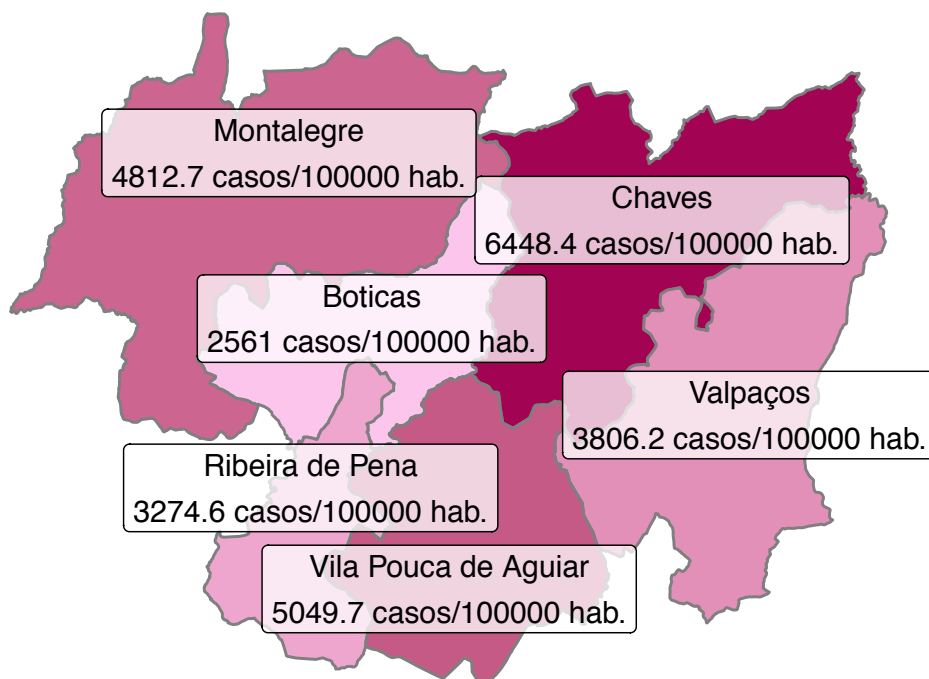 Montalegre
4812.7 casos/100000 hab.
Chaves
6448.4 casos/100000 hab.
Boticas
2561 casos/100000 hab.
Valpaços
3806.2 casos/100000 hab.
Ribeira de Pena
3274.6 casos/100000 hab.
Vila Pouca de Aguiar
5049.7 casos/100000 hab.